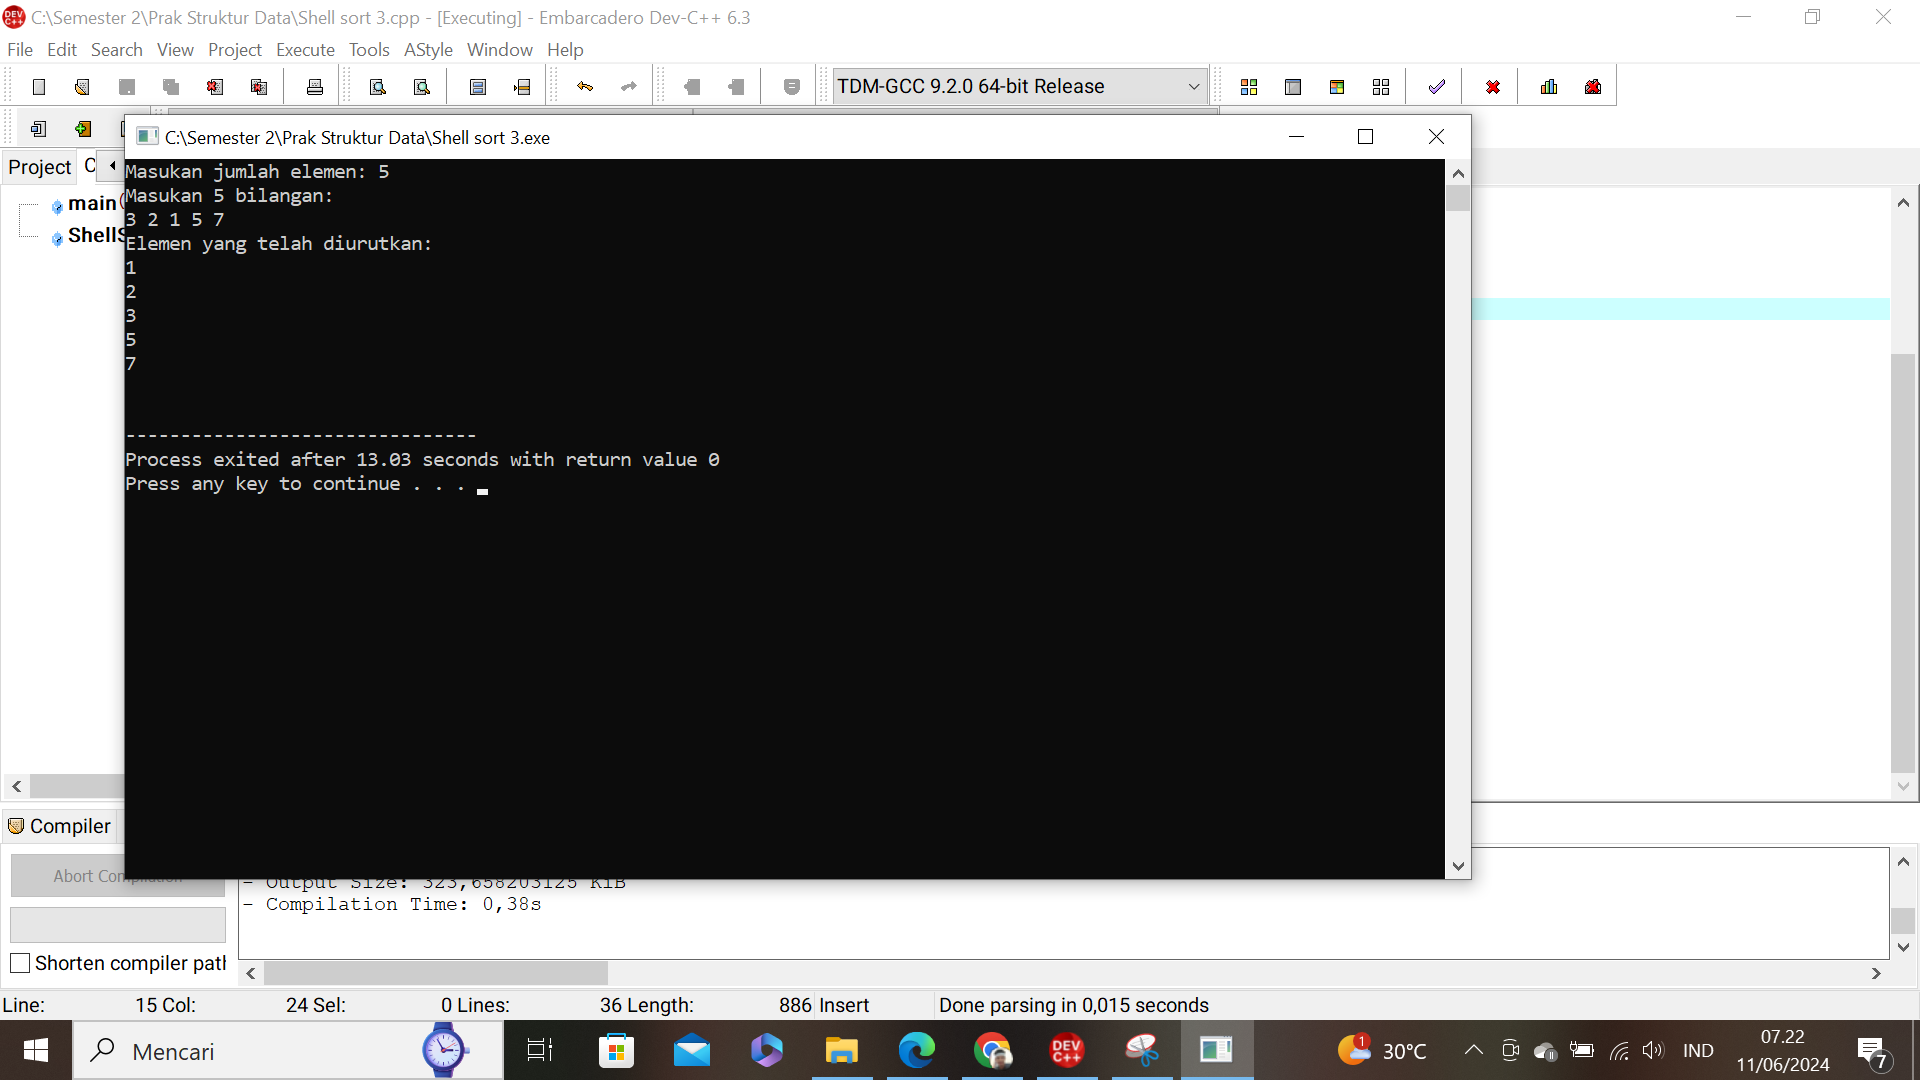 C:\Semester 2\Prak Struktur Data\Shell sort 3.cpp - [Executing] - Embarcadero Dev-C++ 6.3
File Edit Search View Project Execute Tools AStyle Window Help
TDM-GCC 9.2.0 64-bit Release
C:\Semester 2\Prak Struktur Data\Shell sort 3.exe
Project
main
Masukan jumlah elemen: 5
Masukan 5 bilangan:
3 2 1 5 7
Elemen yang telah diurutkan:
1
2
3
5
7
--------------------------------
Process exited after 13.03 seconds with return value 0
Press any key to continue . . .
Compiler
- Output Size: 323,658203125 KiB
- Compilation Time: 0,38s
Shorten compiler path
Line: 15 Col: 24 Sel: 0 Lines: 36 Length: 886 Insert Done parsing in 0,015 seconds
Mencari
DEV C++
1
30°C
IND
07.22
11/06/2024
7